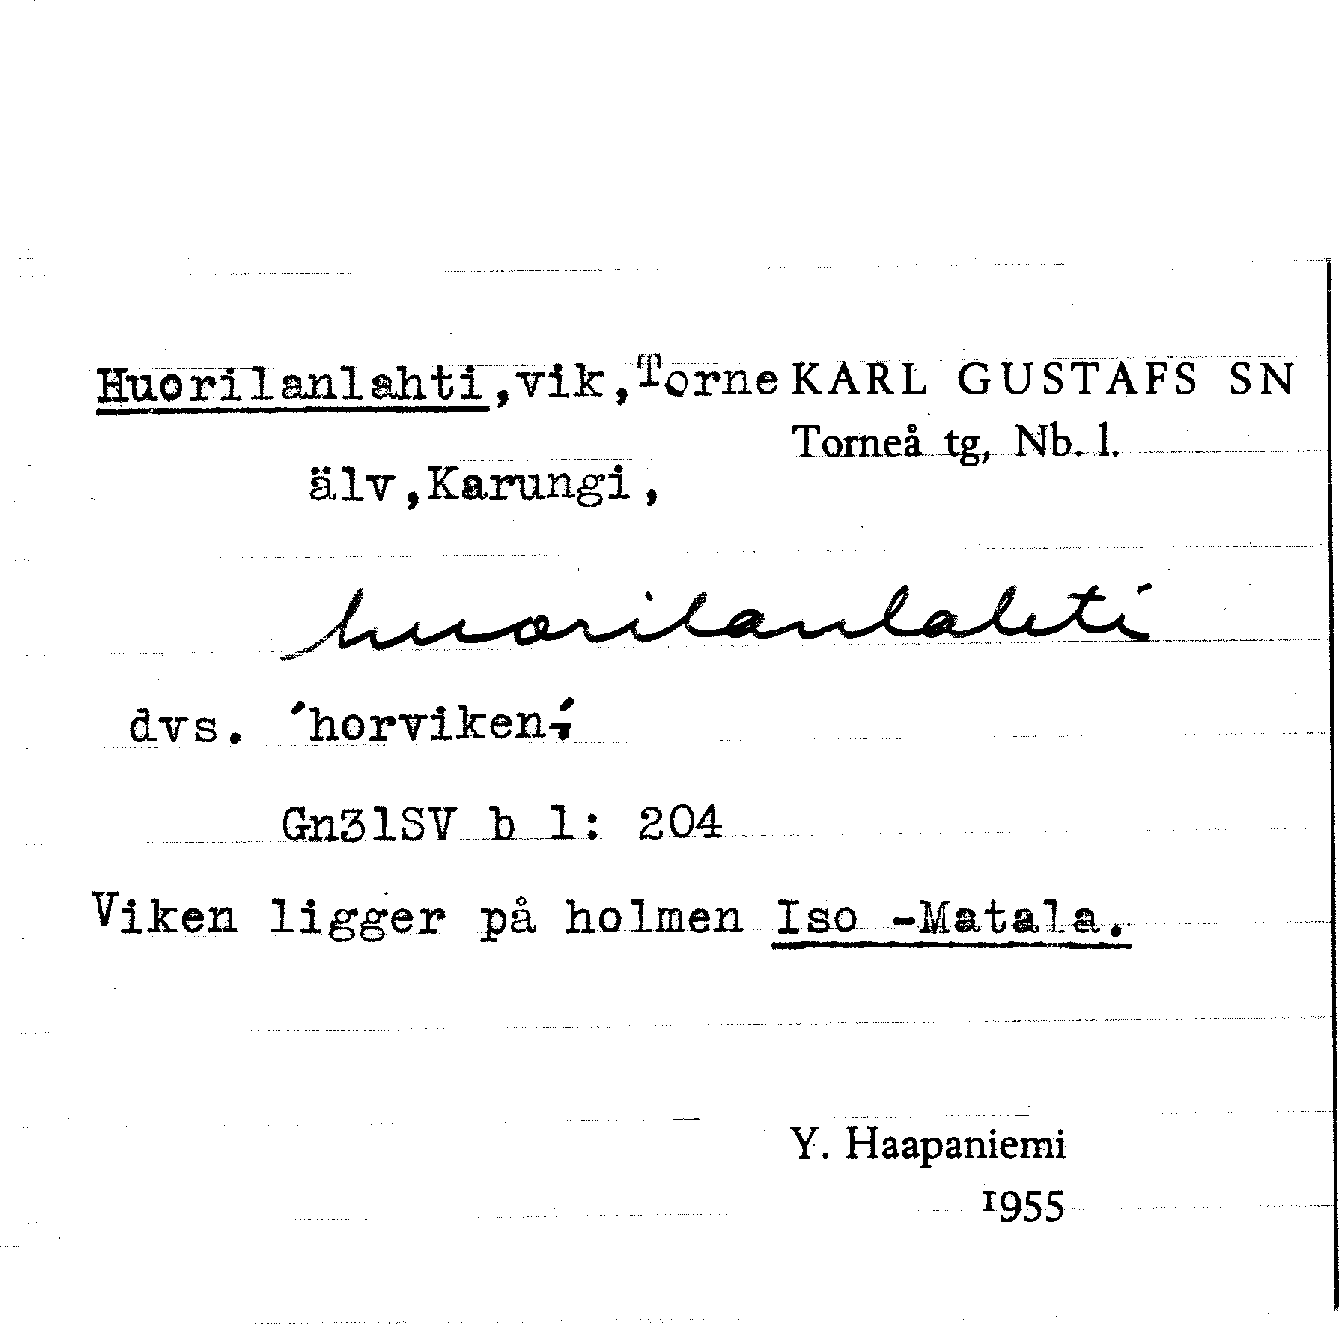 Huorilanlahti,vik,Torne KARL GUSTAFS SN
Torneå tg, Nb. l.
älv,Karungi,
huorilanlahti
dvs. ´horviken´,
Gn31SV b 1: 204
Viken ligger på holmen Iso -Matala.
Y. Haapaniemi
1955